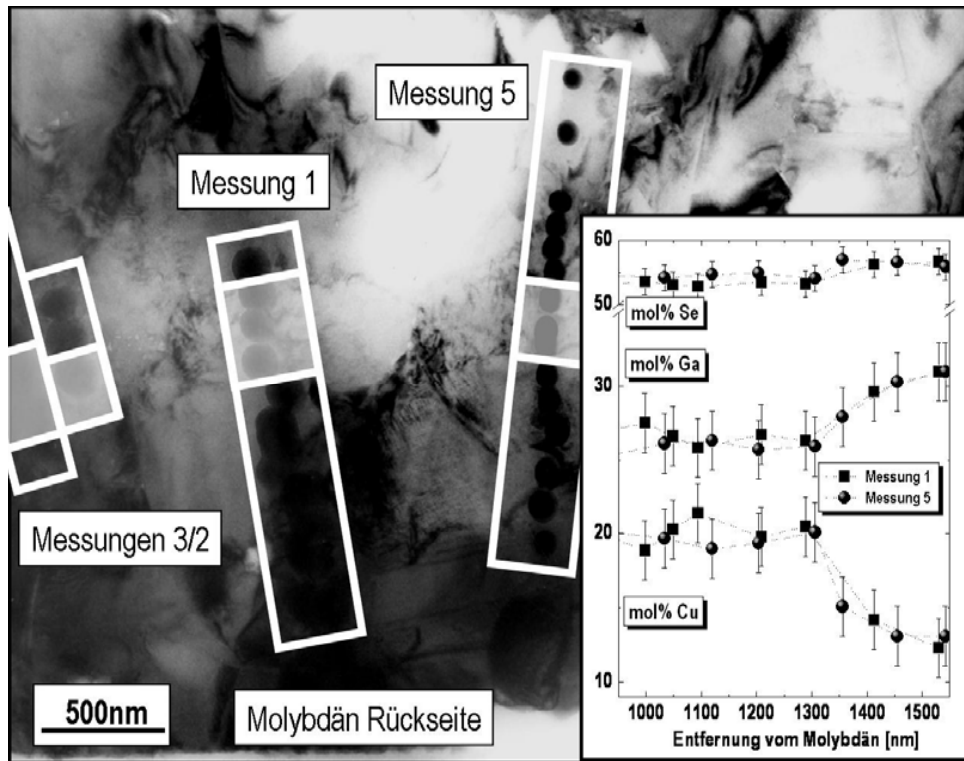 Messung 5
Messung 1
Messungen 3/2
500nm
Molybdän Rückseite
60
50
mol% Se
mol% Ga
30
Messung 1
Messung 5
20
mol% Cu
10
1000 1100 1200 1300 1400 1500
Entfernung vom Molybdän [nm]